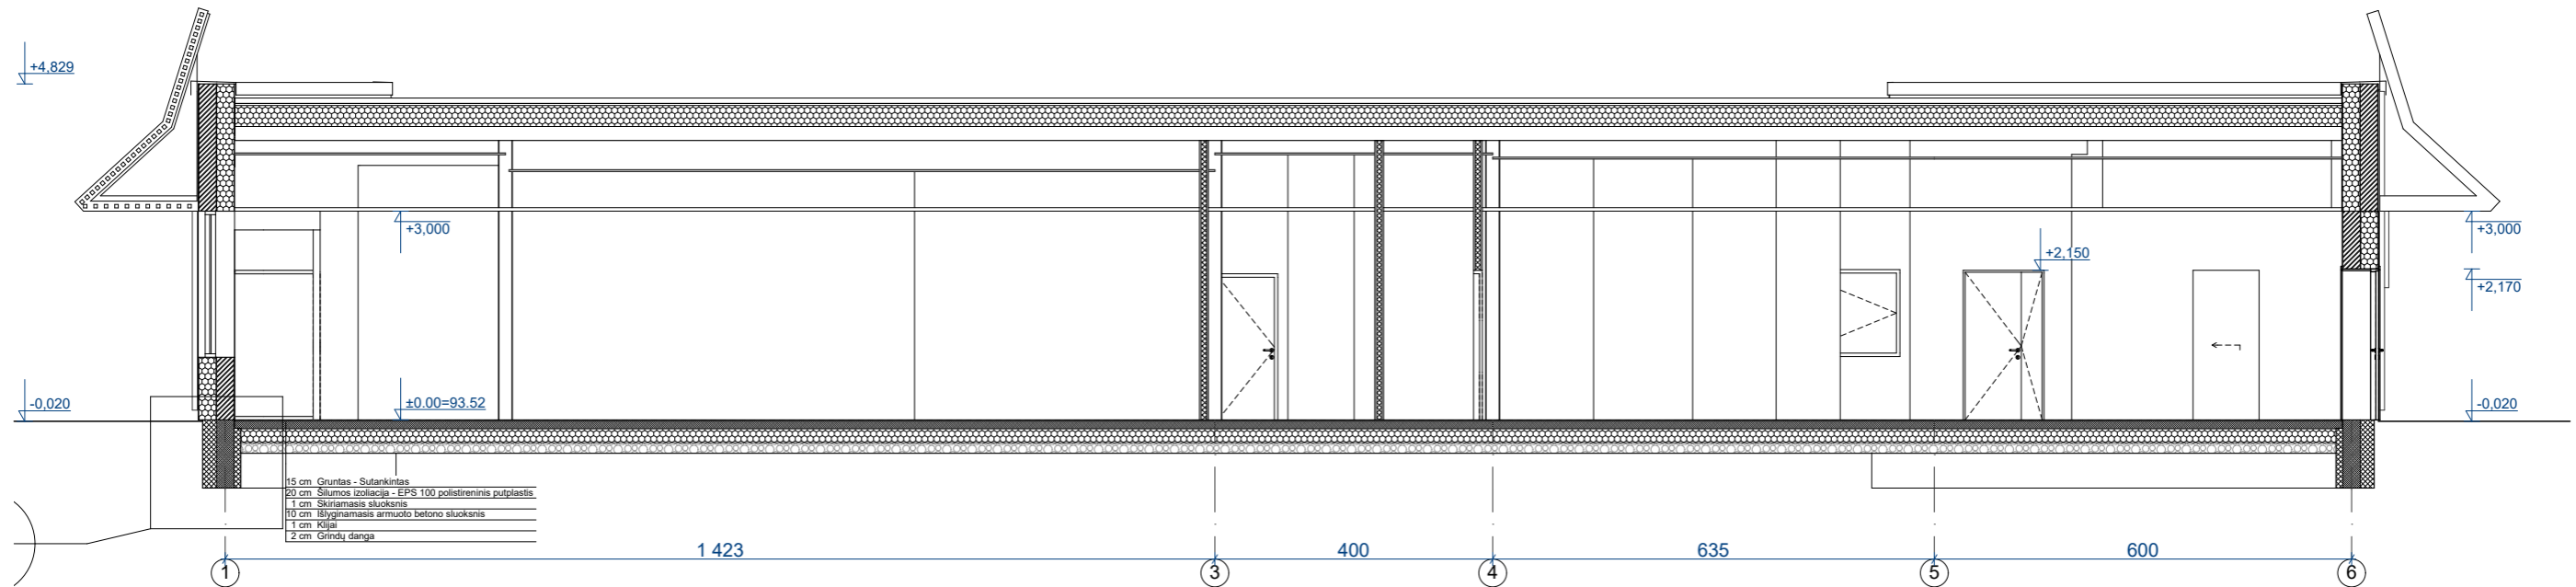 +4,829
+3,000
+3,000
+2,150
+2,170
-0,020
±0.00=93.52
-0,020
15 cm Gruntas - Sutankintas
20 cm Šilumos izoliacija - EPS 100 polistireninis putplastis
1 cm Skiriamasis sluoksnis
10 cm Išlyginamasis armuoto betono sluoksnis
1 cm Klijai
2 cm Grindų danga
1 423
400
635
600
1
3
4
5
6